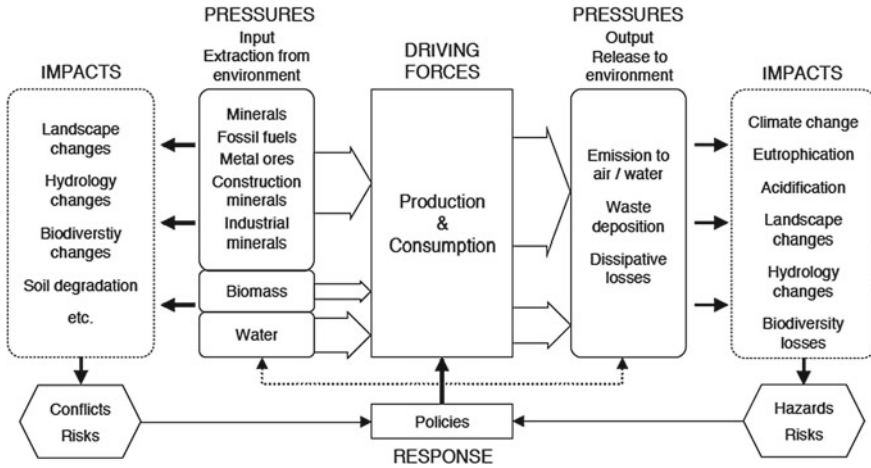 IMPACTS
Landscape
changes
Hydrology
changes
Biodiverstiy
changes
Soil degradation
etc.
Conflicts
Risks
PRESSURES
Input
Extraction from
environment
Minerals
Fossil fuels
Metal ores
Construction
minerals
Industrial
minerals
Biomass
Water
DRIVING
FORCES
Production
&
Consumption
Policies
RESPONSE
PRESSURES
Output
Release to
environment
Emission to
air / water
Waste
deposition
Dissipative
losses
IMPACTS
Climate change
Eutrophication
Acidification
Landscape
changes
Hydrology
changes
Biodiversity
losses
Hazards
Risks